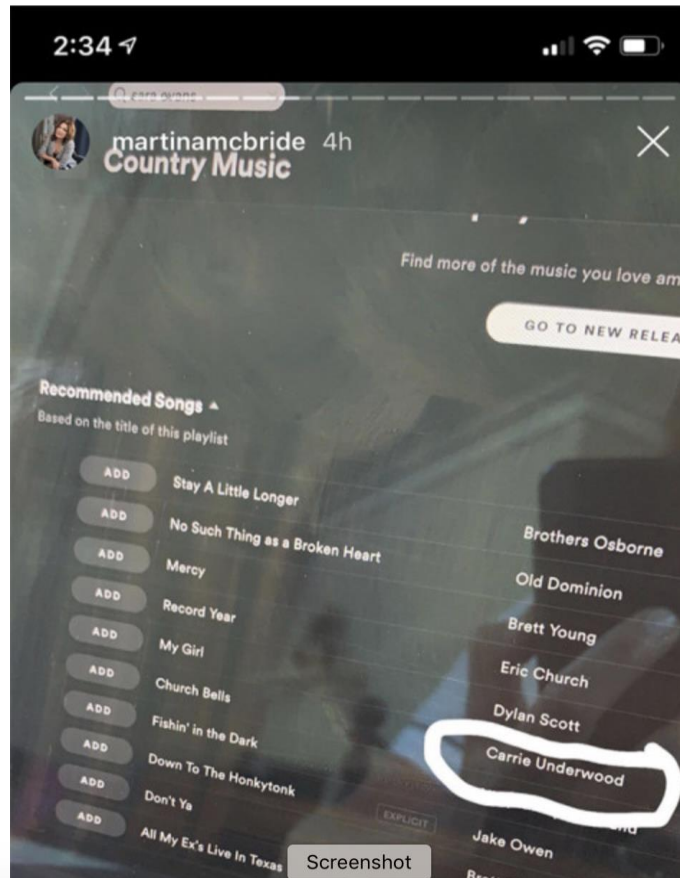 2:34
evans
martinamcbride 4h
Country Music
Find more of the music you love
GO TO NEW
Recommended Songs
Based on the title of this playlist
ADD Stay A Little Longer Brothers Osborne
ADD No Such Thing as a Broken Heart Old Dominion
ADD Mercy Brett Young
ADD Record Year Eric Church
ADD My Girl Dylan Scott
ADD Church Bells Carrie Underwood
ADD Fishin' in the Dark
ADD Down To The Honkytonk EXPLICIT Jake Owen
ADD Don't Ya
ADD All My Ex's Live In Texas
Screenshot